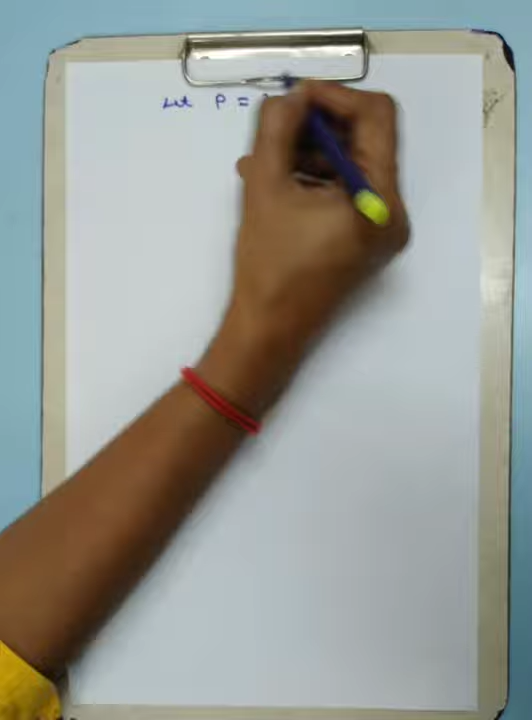 Let P =